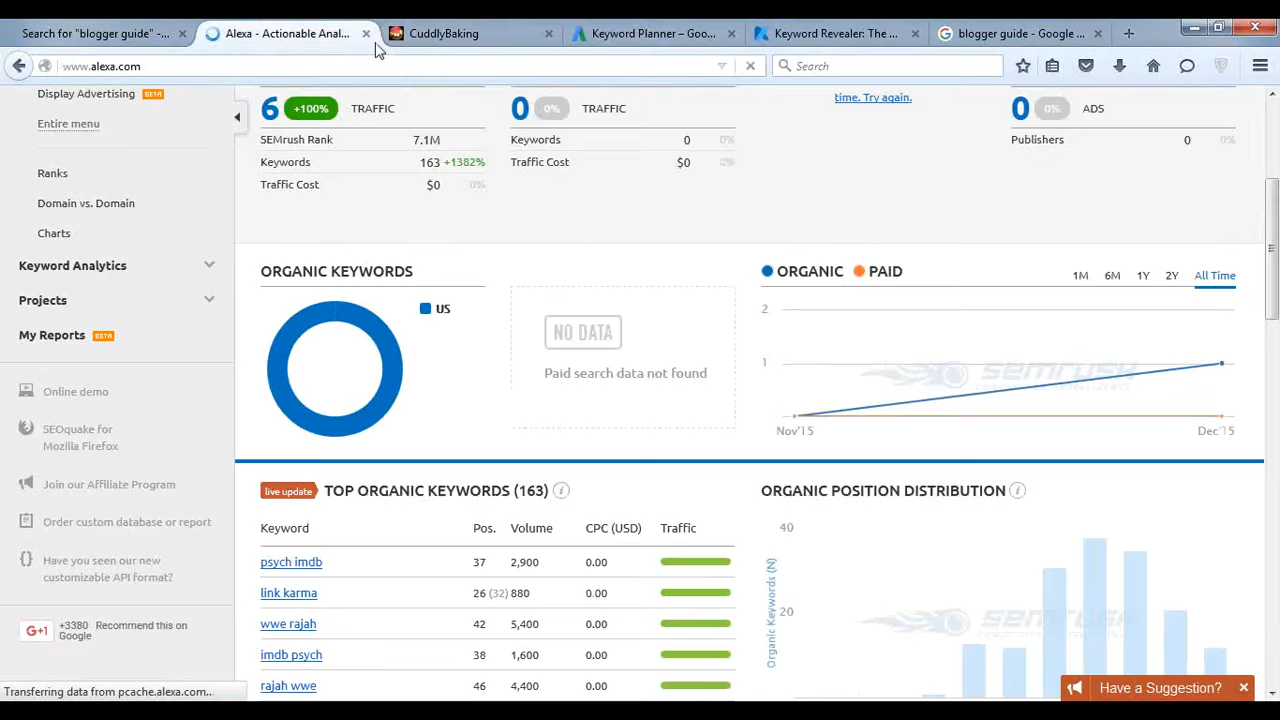 Search for "blogger guide" -...
Alexa - Actionable Anal...
CuddlyBaking
Keyword Planner – Goo...
Keyword Revealer: The ...
blogger guide - Google ...
www.alexa.com
Search
Display Advertising BETA
Entire menu
Ranks
Domain vs. Domain
Charts
Keyword Analytics
Projects
My Reports BETA
Online demo
SEOquake for
Mozilla Firefox
Join our Affiliate Program
Order custom database or report
Have you seen our new
customizable API format?
G+1 +3380 Recommend this on
Google
Transferring data from pcache.alexa.com...
6 +100% TRAFFIC
SEMrush Rank 7.1M
Keywords 163 +1382%
Traffic Cost $0 0%
0 0% TRAFFIC
Keywords 0 0%
Traffic Cost $0 0%
time. Try again.
0 0% ADS
Publishers 0 0%
ORGANIC KEYWORDS
US
NO DATA
Paid search data not found
ORGANIC PAID
1M 6M 1Y 2Y All Time
2
1
semrush
Nov'15 Dec'15
live update TOP ORGANIC KEYWORDS (163) i
Keyword Pos. Volume CPC (USD) Traffic
psych imdb 37 2,900 0.00
link karma 26 (32) 880 0.00
wwe rajah 42 5,400 0.00
imdb psych 38 1,600 0.00
rajah wwe 46 4,400 0.00
ORGANIC POSITION DISTRIBUTION i
40
20
Organic Keywords (N)
semrush
Have a Suggestion?